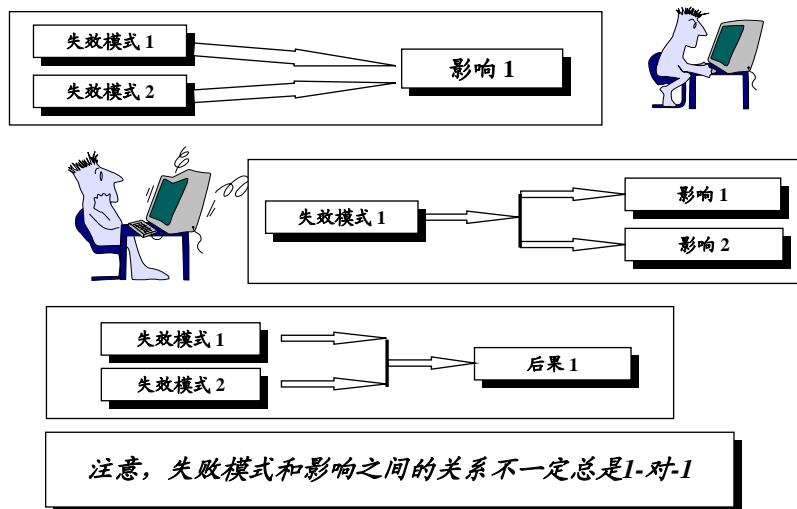 失效模式 1
失效模式 2
影响 1
失效模式 1
影响 1
影响 2
失效模式 1
失效模式 2
后果 1
注意，失败模式和影响之间的关系不一定总是1-对-1